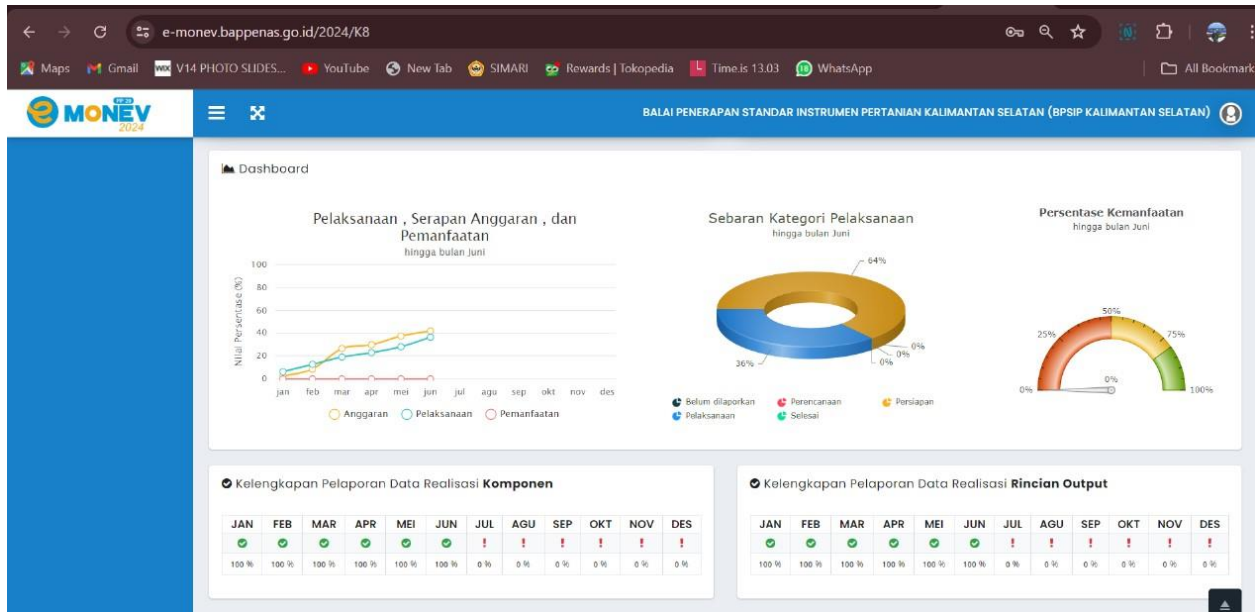 e-monev.bappenas.go.id/2024/K8
Maps Gmail WIX V14 PHOTO SLIDES... YouTube New Tab SIMARI Rewards | Tokopedia Time.is 13.03 WhatsApp All Bookmark
e MONEV PP 39 2024
BALAI PENERAPAN STANDAR INSTRUMEN PERTANIAN KALIMANTAN SELATAN (BPSIP KALIMANTAN SELATAN)
Dashboard
Pelaksanaan , Serapan Anggaran , dan
Pemanfaatan
hingga bulan Juni
Nilai Persentase (%)
100
80
60
40
20
0
jan feb mar apr mei jun jul agu sep okt nov des
Anggaran Pelaksanaan Pemanfaatan
Sebaran Kategori Pelaksanaan
hingga bulan Juni
64%
0%
0%
0%
36%
Belum dilaporkan Perencanaan Persiapan
Pelaksanaan Selesai
Persentase Kemanfaatan
hingga bulan Juni
50%
25% 75%
0% 0% 100%
Kelengkapan Pelaporan Data Realisasi Komponen
JAN FEB MAR APR MEI JUN JUL AGU SEP OKT NOV DES
! ! ! ! ! !
100 % 100 % 100 % 100 % 100 % 100 % 0 % 0 % 0 % 0 % 0 % 0 %
Kelengkapan Pelaporan Data Realisasi Rincian Output
JAN FEB MAR APR MEI JUN JUL AGU SEP OKT NOV DES
! ! ! ! ! !
100 % 100 % 100 % 100 % 100 % 100 % 0 % 0 % 0 % 0 % 0 % 0 %